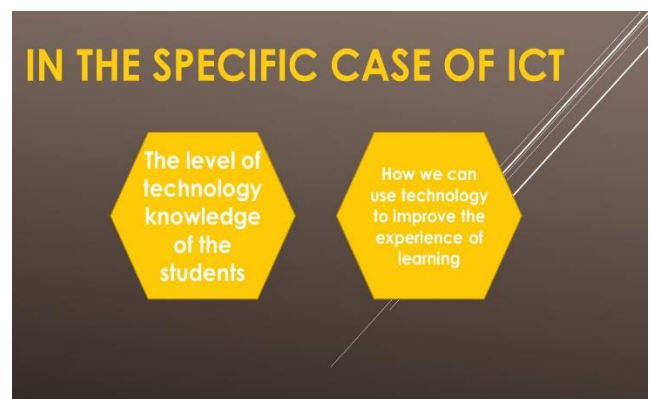 IN THE SPECIFIC CASE OF ICT
The level of
technology
knowledge
of the
students
How we can
use technology
to improve the
experience of
learning